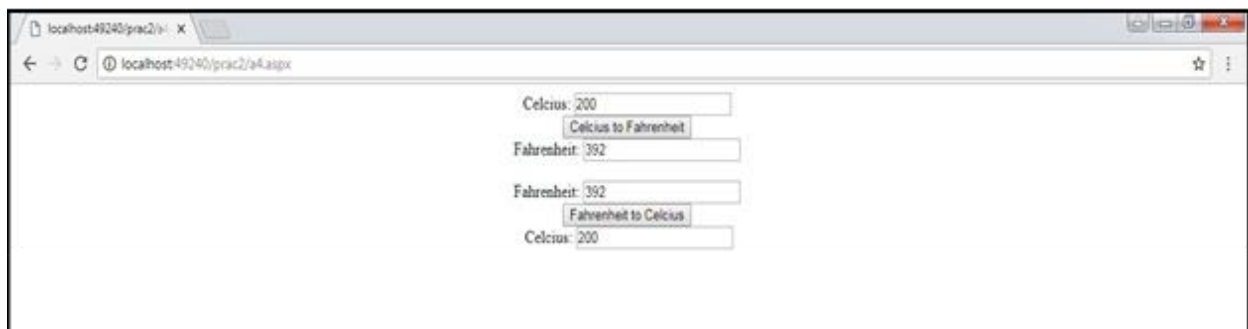 localhost:49240/prac2/a4
localhost:49240/prac2/a4.aspx
Celcius: 200
Celcius to Fahrenheit
Fahrenheit: 392
Fahrenheit: 392
Fahrenheit to Celcius
Celcius: 200